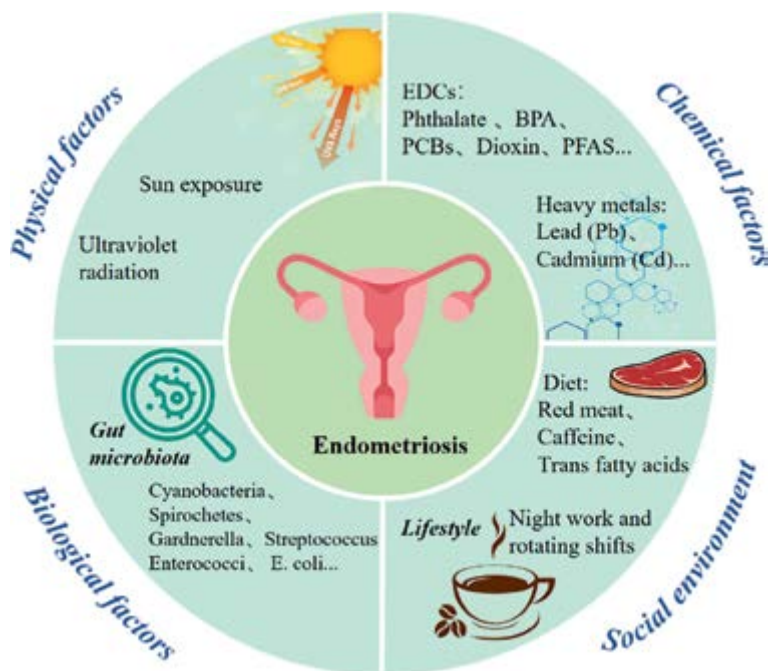 Physical factors
Sun exposure
Ultraviolet
radiation
Chemical factors
EDCs:
Phthalate 、 BPA、
PCBs、Dioxin、PFAS...
Heavy metals:
Lead (Pb)、
Cadmium (Cd)...
Endometriosis
Gut
microbiota
Cyanobacteria、
Spirochetes、
Gardnerella、Streptococcus
Enterococci、 E. coli...
Biological factors
Diet:
Red meat、
Caffeine、
Trans fatty acids
Lifestyle
Night work and
rotating shifts
Social environment